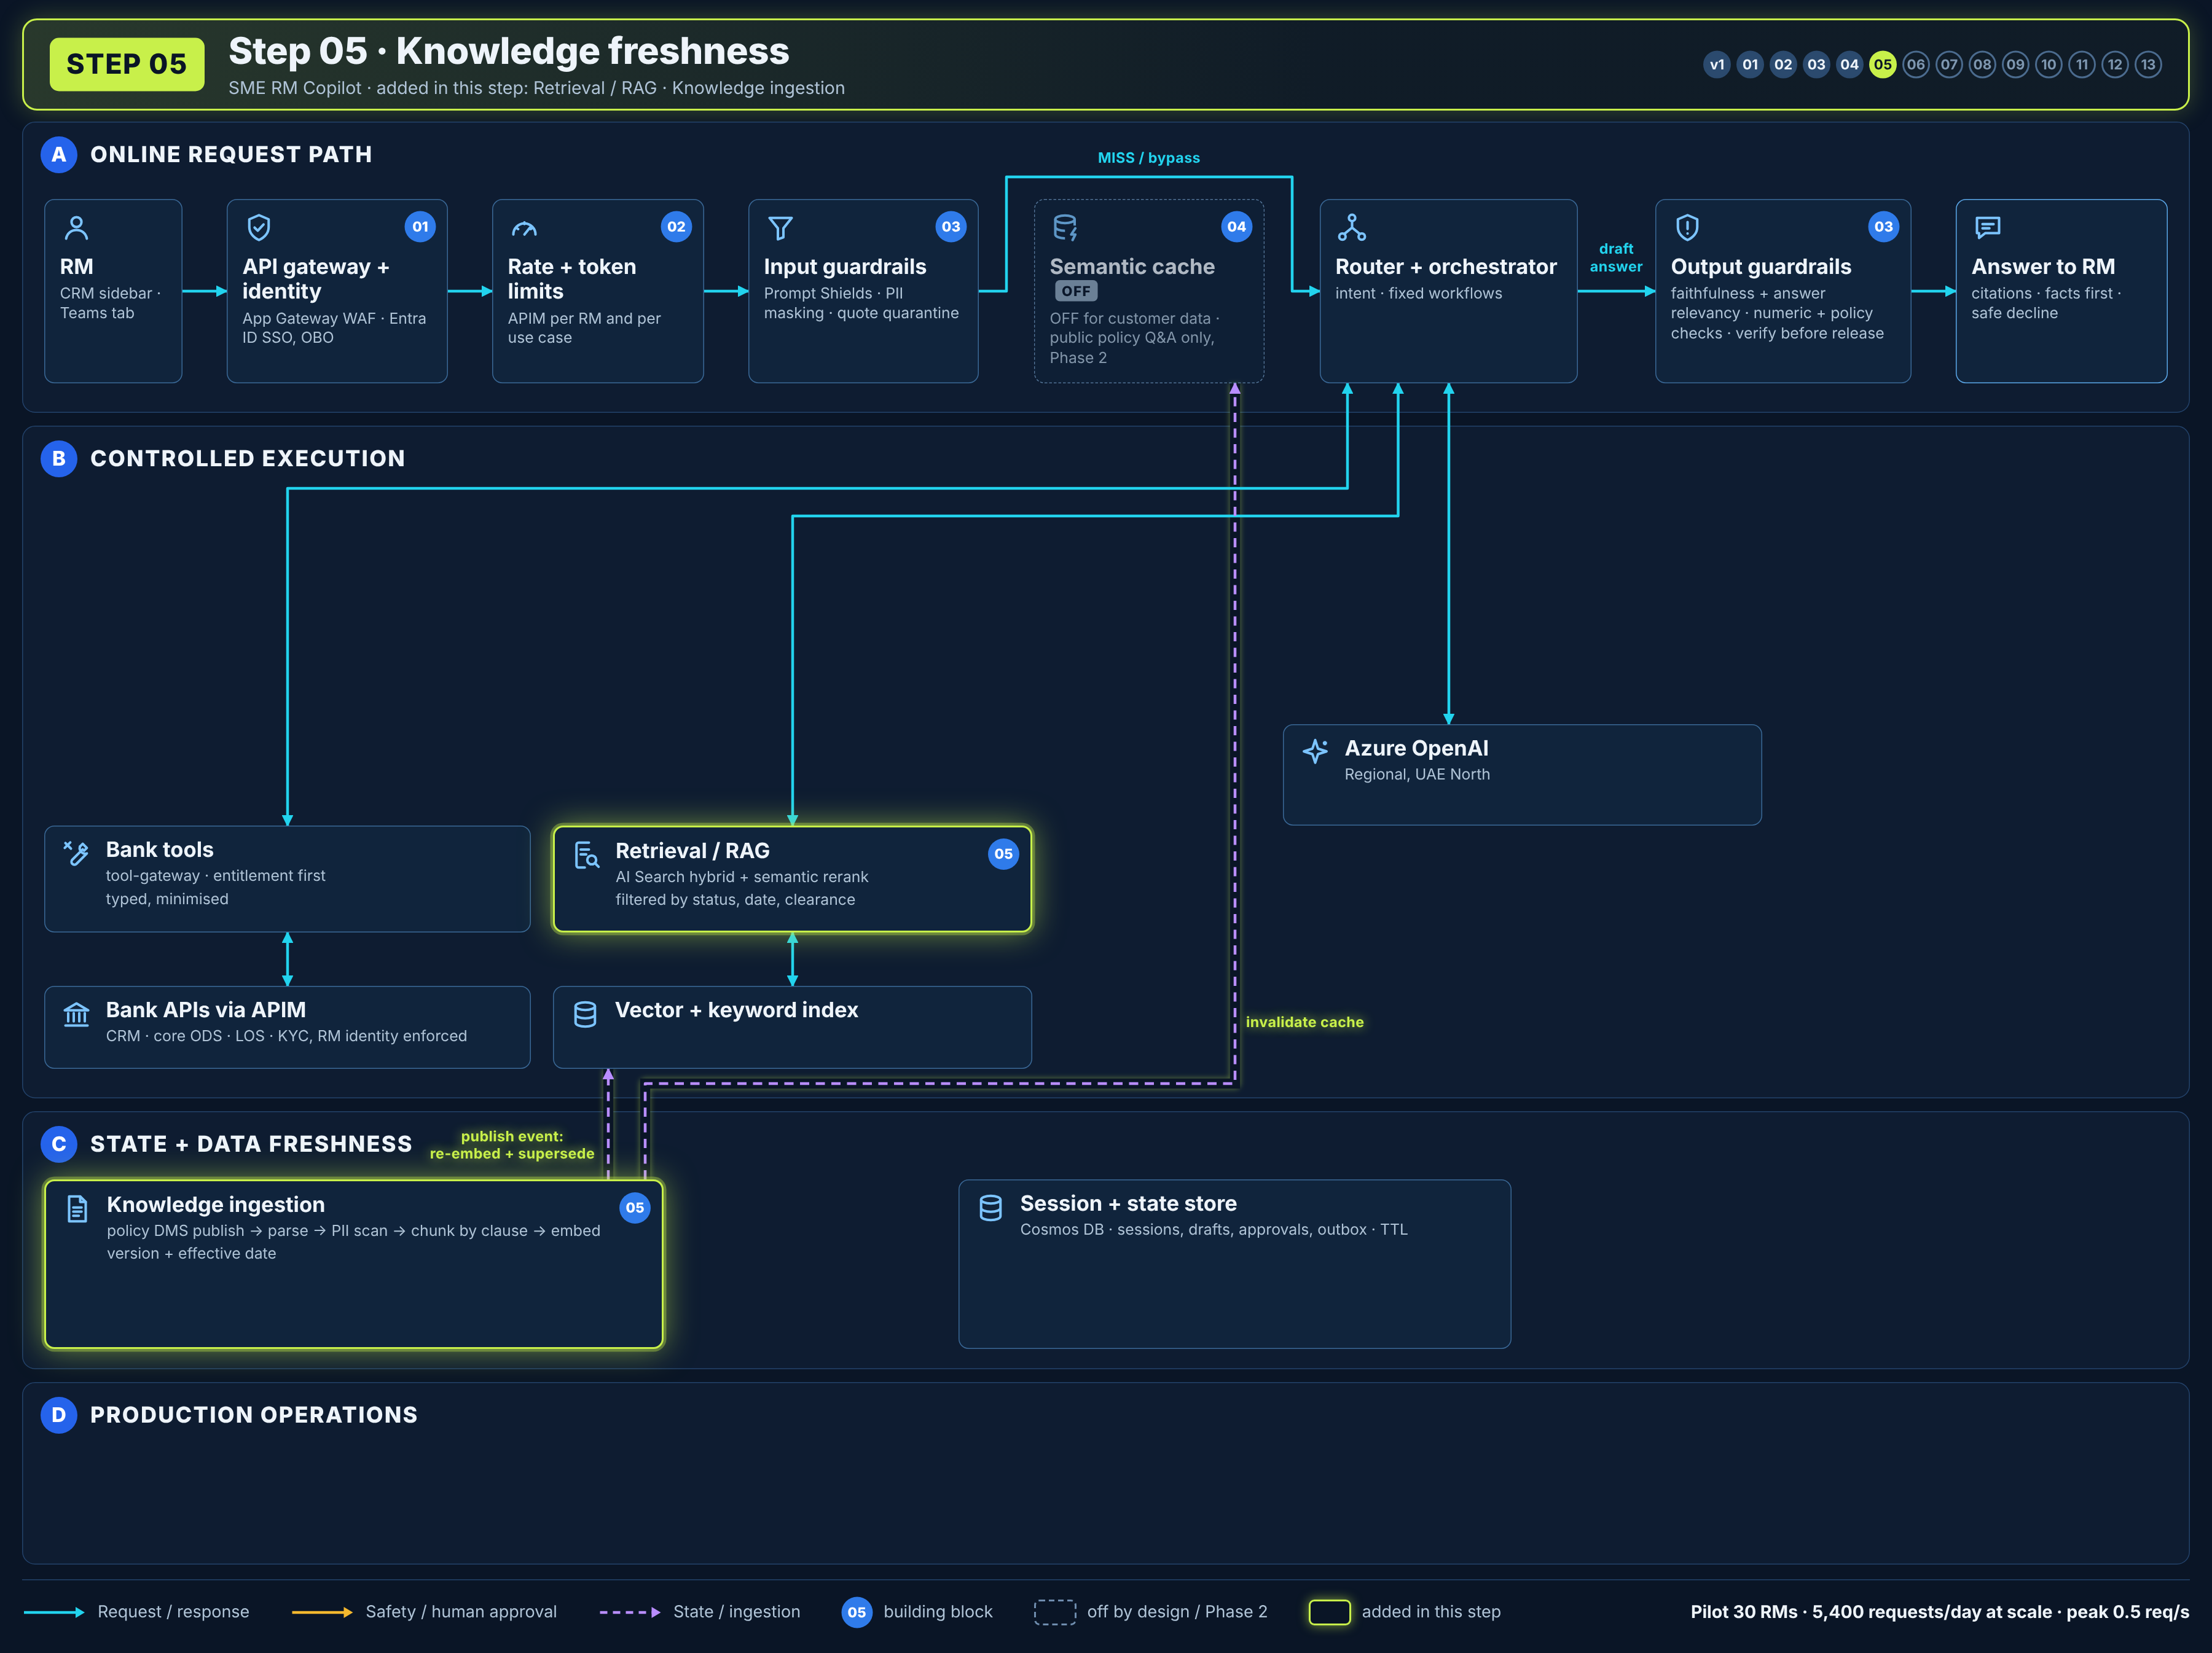 STEP 05
Step 05 · Knowledge freshness
SME RM Copilot · added in this step: Retrieval / RAG · Knowledge ingestion
v1 01 02 03 04 05 06 07 08 09 10 11 12 13
A ONLINE REQUEST PATH
MISS / bypass
RM
CRM sidebar ·
Teams tab
01
API gateway +
identity
App Gateway WAF · Entra
ID SSO, OBO
02
Rate + token
limits
APIM per RM and per
use case
03
Input guardrails
Prompt Shields · PII
masking · quote quarantine
04
Semantic cache
OFF
OFF for customer data ·
public policy Q&A only,
Phase 2
Router + orchestrator
intent · fixed workflows
draft
answer
03
Output guardrails
faithfulness + answer
relevancy · numeric + policy
checks · verify before release
Answer to RM
citations · facts first ·
safe decline
B CONTROLLED EXECUTION
Azure OpenAI
Regional, UAE North
Bank tools
tool-gateway · entitlement first
typed, minimised
Retrieval / RAG
05
AI Search hybrid + semantic rerank
filtered by status, date, clearance
Bank APIs via APIM
CRM · core ODS · LOS · KYC, RM identity enforced
Vector + keyword index
invalidate cache
C STATE + DATA FRESHNESS
publish event:
re-embed + supersede
Knowledge ingestion
05
policy DMS publish → parse → PII scan → chunk by clause → embed
version + effective date
Session + state store
Cosmos DB · sessions, drafts, approvals, outbox · TTL
D PRODUCTION OPERATIONS
Request / response
Safety / human approval
State / ingestion
05 building block
off by design / Phase 2
added in this step
Pilot 30 RMs · 5,400 requests/day at scale · peak 0.5 req/s